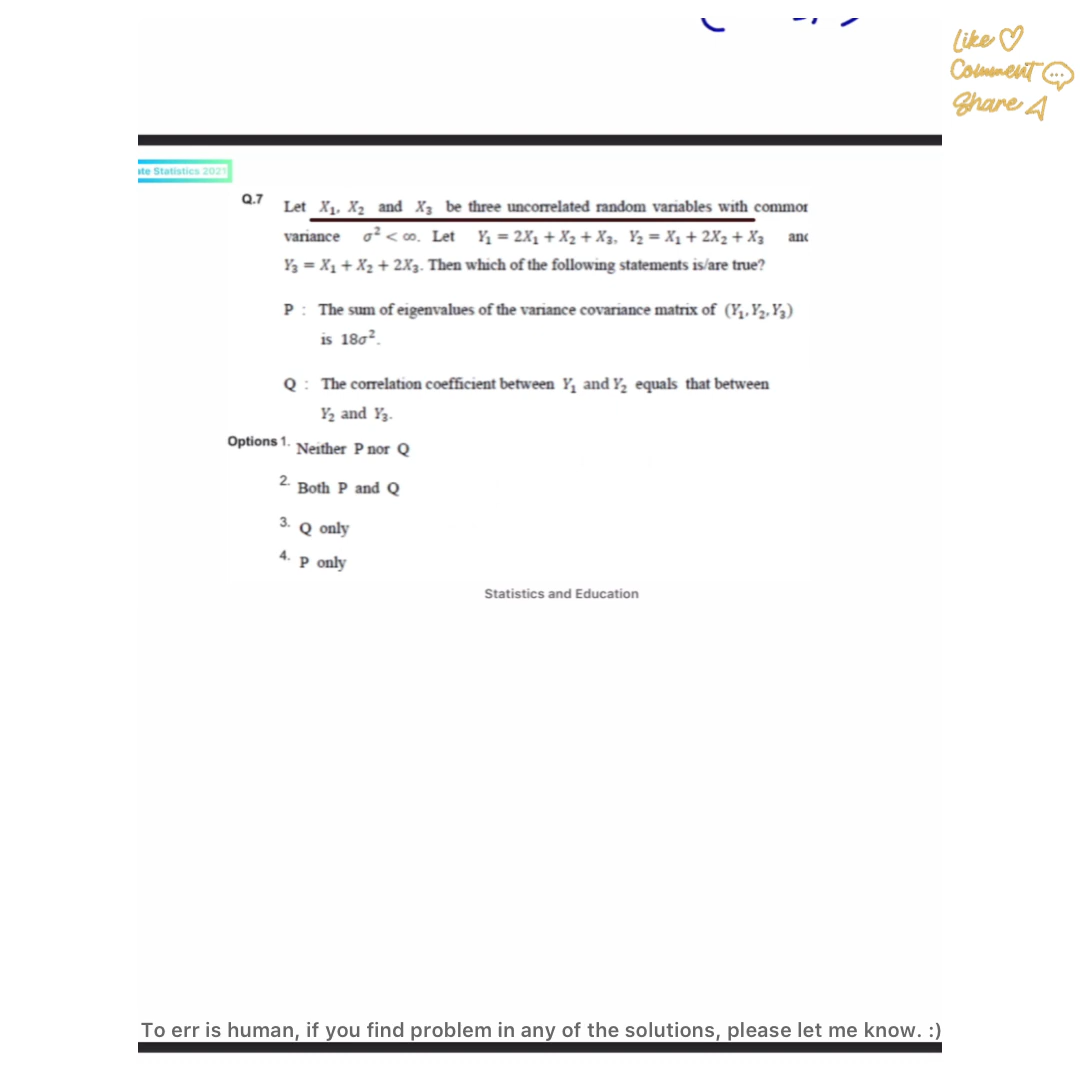 Like
Comment
Share
ate Statistics 2021
Q.7 Let X₁, X₂ and X₃ be three uncorrelated random variables with common
variance σ² < ∞. Let Y₁ = 2X₁ + X₂ + X₃, Y₂ = X₁ + 2X₂ + X₃ and
Y₃ = X₁ + X₂ + 2X₃. Then which of the following statements is/are true?
P : The sum of eigenvalues of the variance covariance matrix of (Y₁, Y₂, Y₃)
is 18σ².
Q : The correlation coefficient between Y₁ and Y₂ equals that between
Y₂ and Y₃.
Options 1. Neither P nor Q
2. Both P and Q
3. Q only
4. P only
Statistics and Education
To err is human, if you find problem in any of the solutions, please let me know. :)